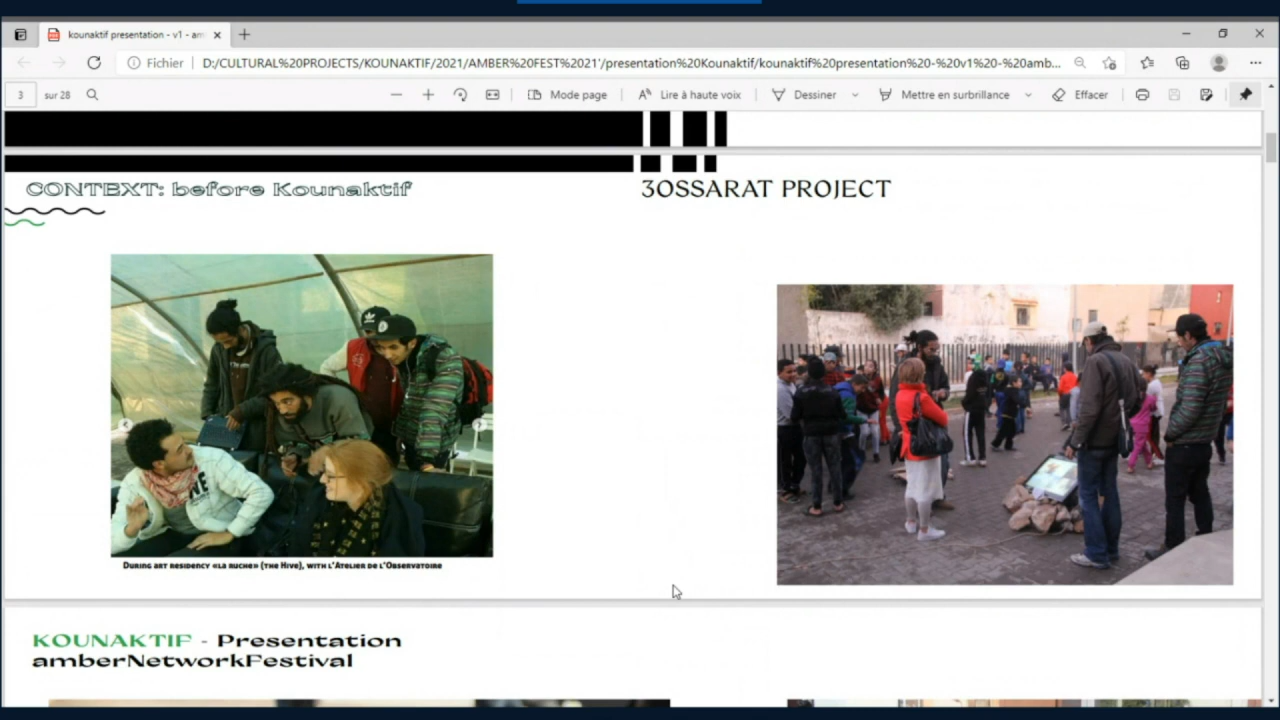 kounaktif presentation - v1 - am
Fichier
D:/CULTURAL%20PROJECTS/KOUNAKTIF/2021/AMBER%20FEST%2021'/presentation%20Kounaktif/kounaktif%20presentation%20-%20v1%20-%20amb...
3 sur 28
Mode page
Lire à haute voix
Dessiner
Mettre en surbrillance
Effacer
CONTEXT: before Kounaktif
3OSSARAT PROJECT
During art residency «la ruche» (the Hive), with l'Atelier de l'Observatoire
KOUNAKTIF - Presentation
amberNetworkFestival